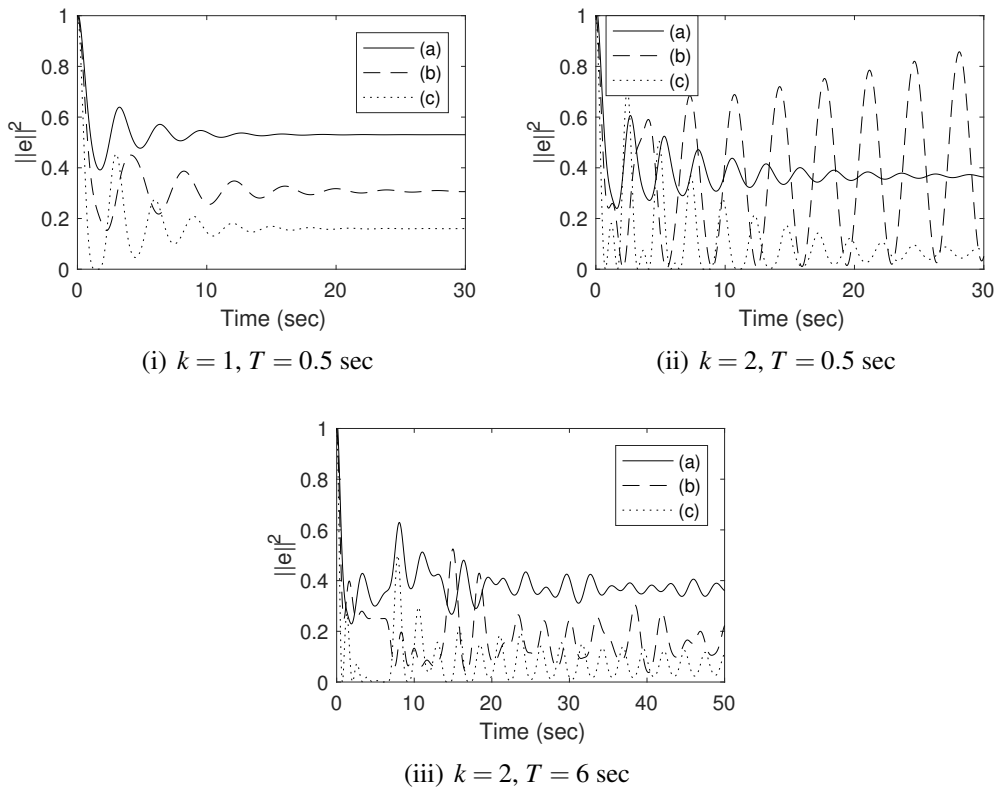 1
0.8
0.6
0.4
0.2
0
||e||²
(a)
(b)
(c)
0 10 20 30
Time (sec)
(i) k = 1, T = 0.5 sec
1
0.8
0.6
0.4
0.2
0
||e||²
(a)
(b)
(c)
0 10 20 30
Time (sec)
(ii) k = 2, T = 0.5 sec
1
0.8
0.6
0.4
0.2
0
||e||²
(a)
(b)
(c)
0 10 20 30 40 50
Time (sec)
(iii) k = 2, T = 6 sec